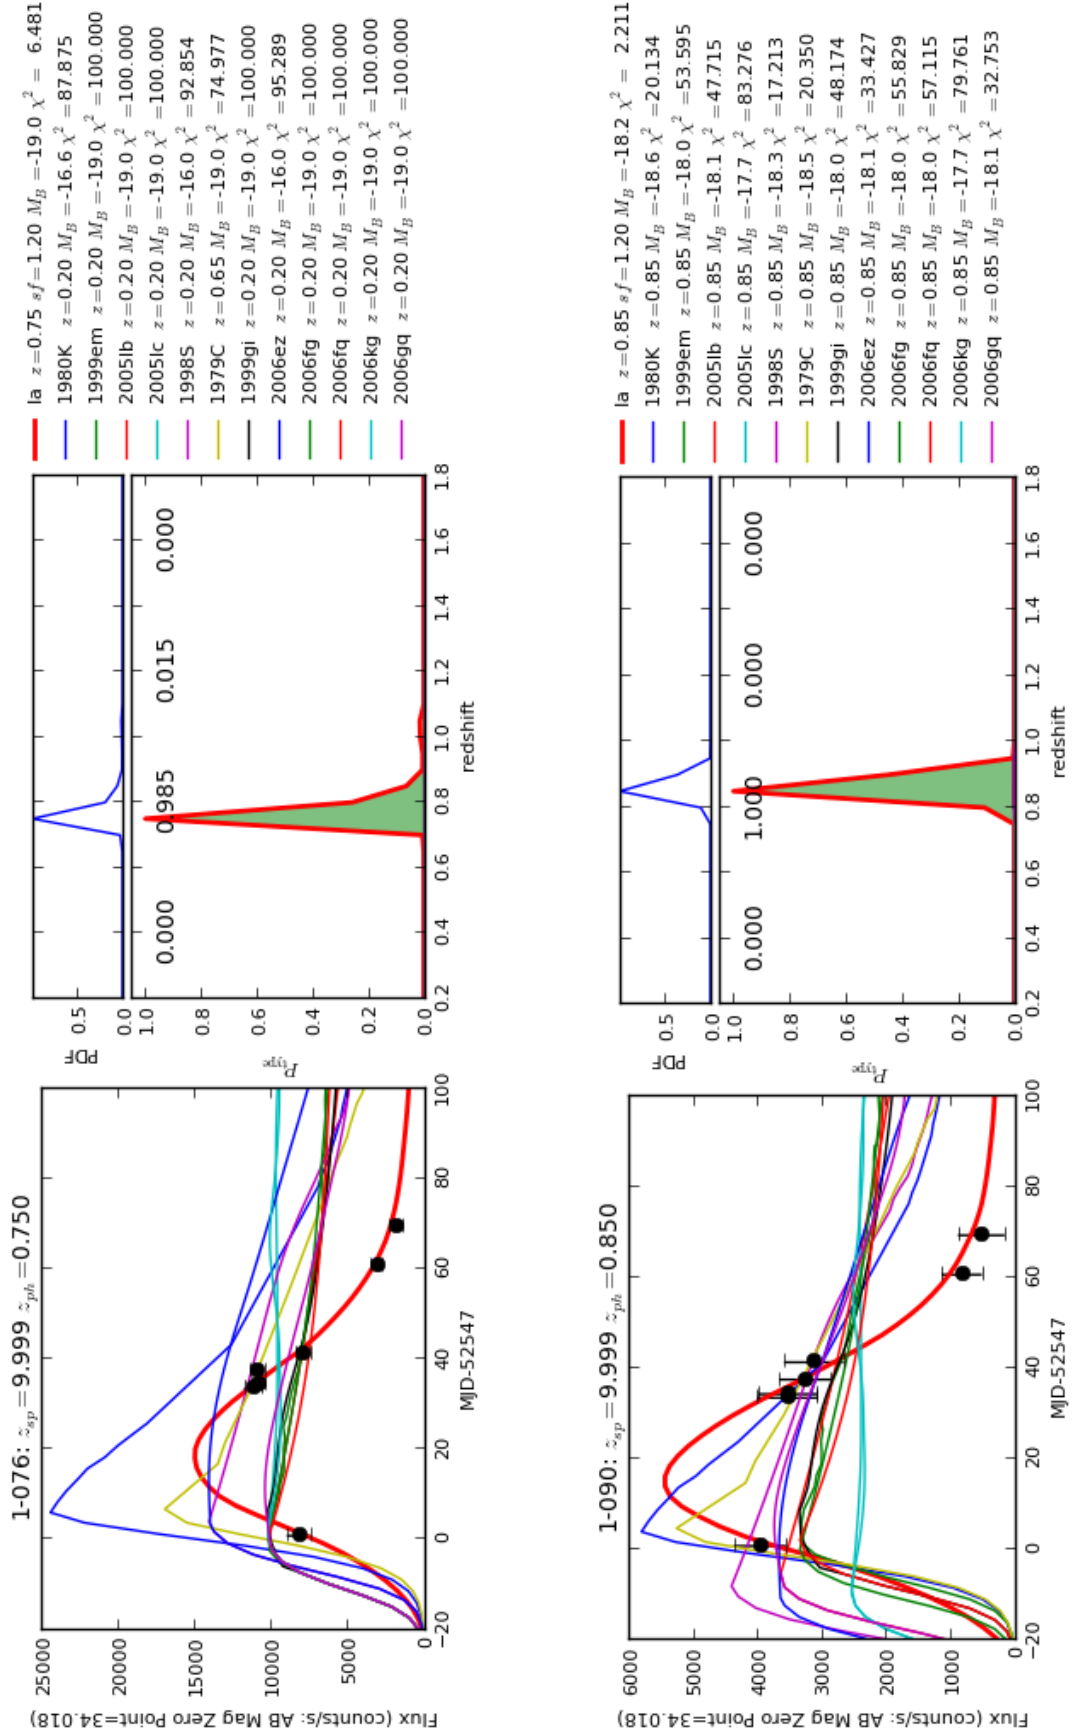 1-076: z_sp = 9.999 z_ph = 0.750
Flux (counts/s: AB Mag Zero Point=34.018)
25000
20000
15000
10000
5000
0
−20 0 20 40 60 80 100
MJD-52547
PDF
0.5
0.0
P_type
1.0
0.8
0.6
0.4
0.2
0.0
0.000 0.985 0.015 0.000
0.2 0.4 0.6 0.8 1.0 1.2 1.4 1.6 1.8
redshift
Ia z=0.75 sf=1.20 M_B=-19.0 χ² = 6.481
1980K z=0.20 M_B=-16.6 χ²=87.875
1999em z=0.20 M_B=-19.0 χ²=100.000
2005lb z=0.20 M_B=-19.0 χ²=100.000
2005lc z=0.20 M_B=-19.0 χ²=100.000
1998S z=0.20 M_B=-16.0 χ²=92.854
1979C z=0.65 M_B=-19.0 χ²=74.977
1999gi z=0.20 M_B=-19.0 χ²=100.000
2006ez z=0.20 M_B=-16.0 χ²=95.289
2006fg z=0.20 M_B=-19.0 χ²=100.000
2006fq z=0.20 M_B=-19.0 χ²=100.000
2006kg z=0.20 M_B=-19.0 χ²=100.000
2006gq z=0.20 M_B=-19.0 χ²=100.000
1-090: z_sp = 9.999 z_ph = 0.850
Flux (counts/s: AB Mag Zero Point=34.018)
6000
5000
4000
3000
2000
1000
0
−20 0 20 40 60 80 100
MJD-52547
PDF
0.5
0.0
P_type
1.0
0.8
0.6
0.4
0.2
0.0
0.000 1.000 0.000 0.000
0.2 0.4 0.6 0.8 1.0 1.2 1.4 1.6 1.8
redshift
Ia z=0.85 sf=1.20 M_B=-18.2 χ² = 2.211
1980K z=0.85 M_B=-18.6 χ²=20.134
1999em z=0.85 M_B=-18.0 χ²=53.595
2005lb z=0.85 M_B=-18.1 χ²=47.715
2005lc z=0.85 M_B=-17.7 χ²=83.276
1998S z=0.85 M_B=-18.3 χ²=17.213
1979C z=0.85 M_B=-18.5 χ²=20.350
1999gi z=0.85 M_B=-18.0 χ²=48.174
2006ez z=0.85 M_B=-18.1 χ²=33.427
2006fg z=0.85 M_B=-18.0 χ²=55.829
2006fq z=0.85 M_B=-18.0 χ²=57.115
2006kg z=0.85 M_B=-17.7 χ²=79.761
2006gq z=0.85 M_B=-18.1 χ²=32.753